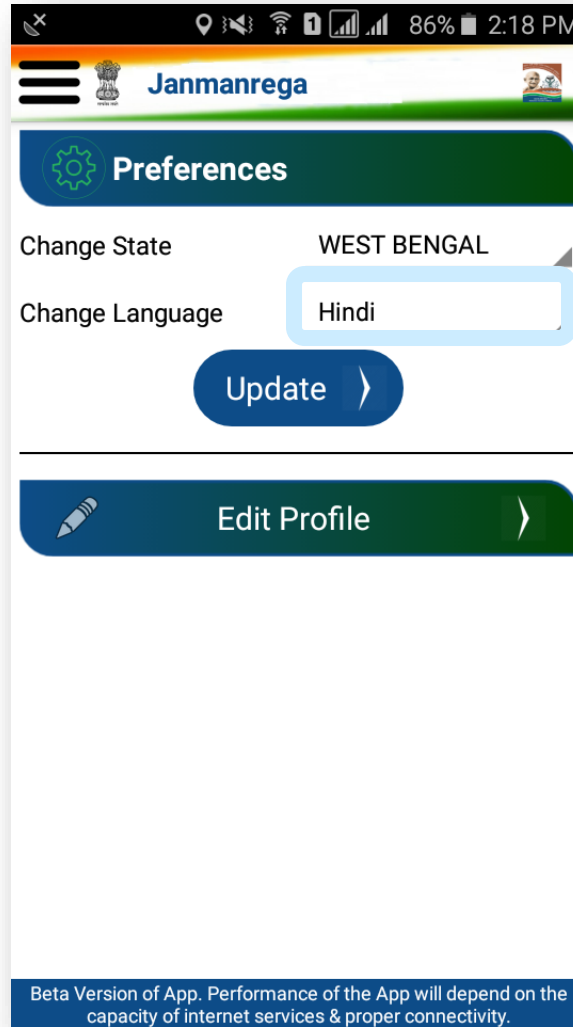 1 86% 2:18 PM
Janmanrega
Preferences
Change State WEST BENGAL
Change Language Hindi
Update
Edit Profile
Beta Version of App. Performance of the App will depend on the
capacity of internet services & proper connectivity.